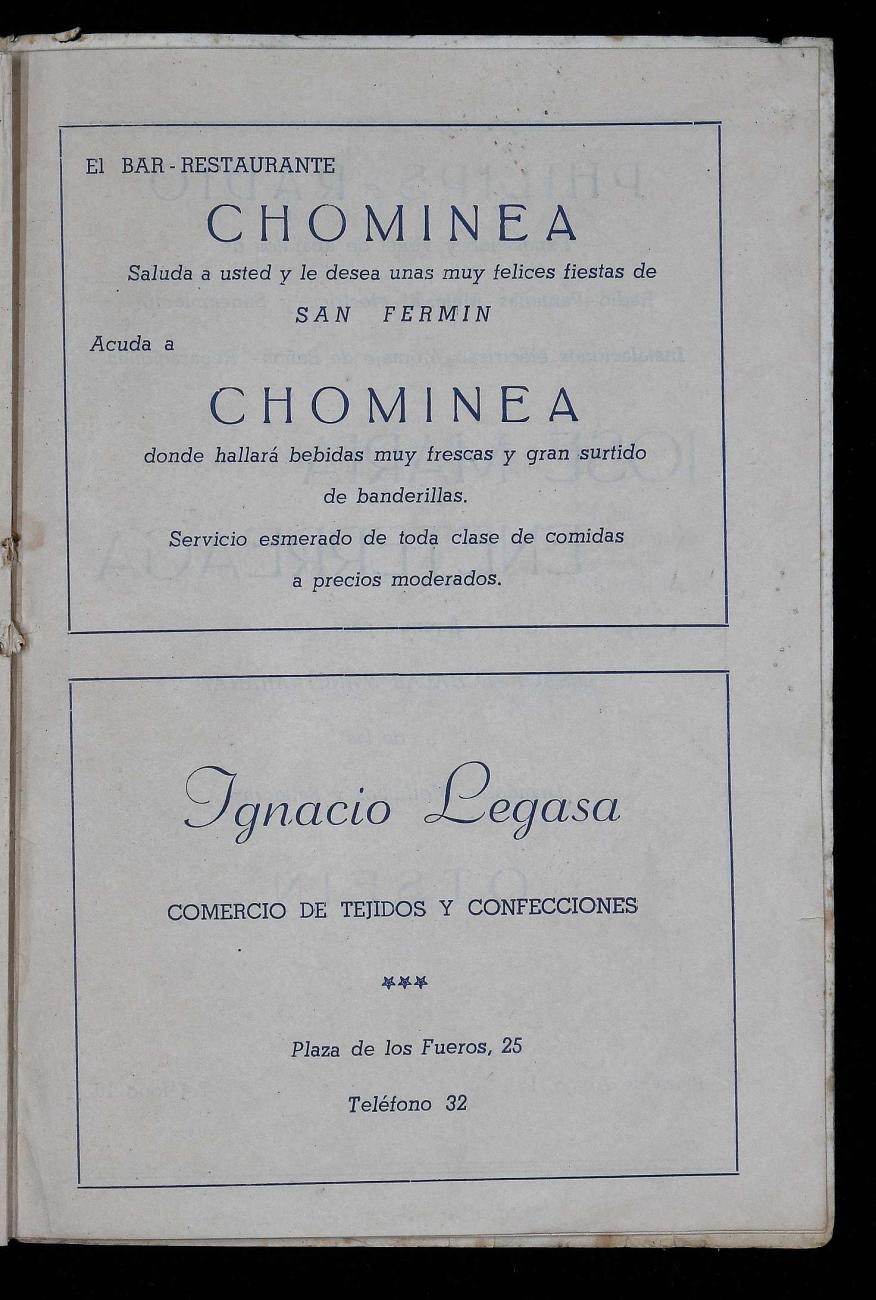 El BAR - RESTAURANTE
CHOMINEA
Saluda a usted y le desea unas muy felices fiestas de
SAN FERMIN
Acuda a
CHOMINEA
donde hallará bebidas muy frescas y gran surtido
de banderillas.
Servicio esmerado de toda clase de comidas
a precios moderados.
Ignacio Legasa
COMERCIO DE TEJIDOS Y CONFECCIONES
***
Plaza de los Fueros, 25
Teléfono 32